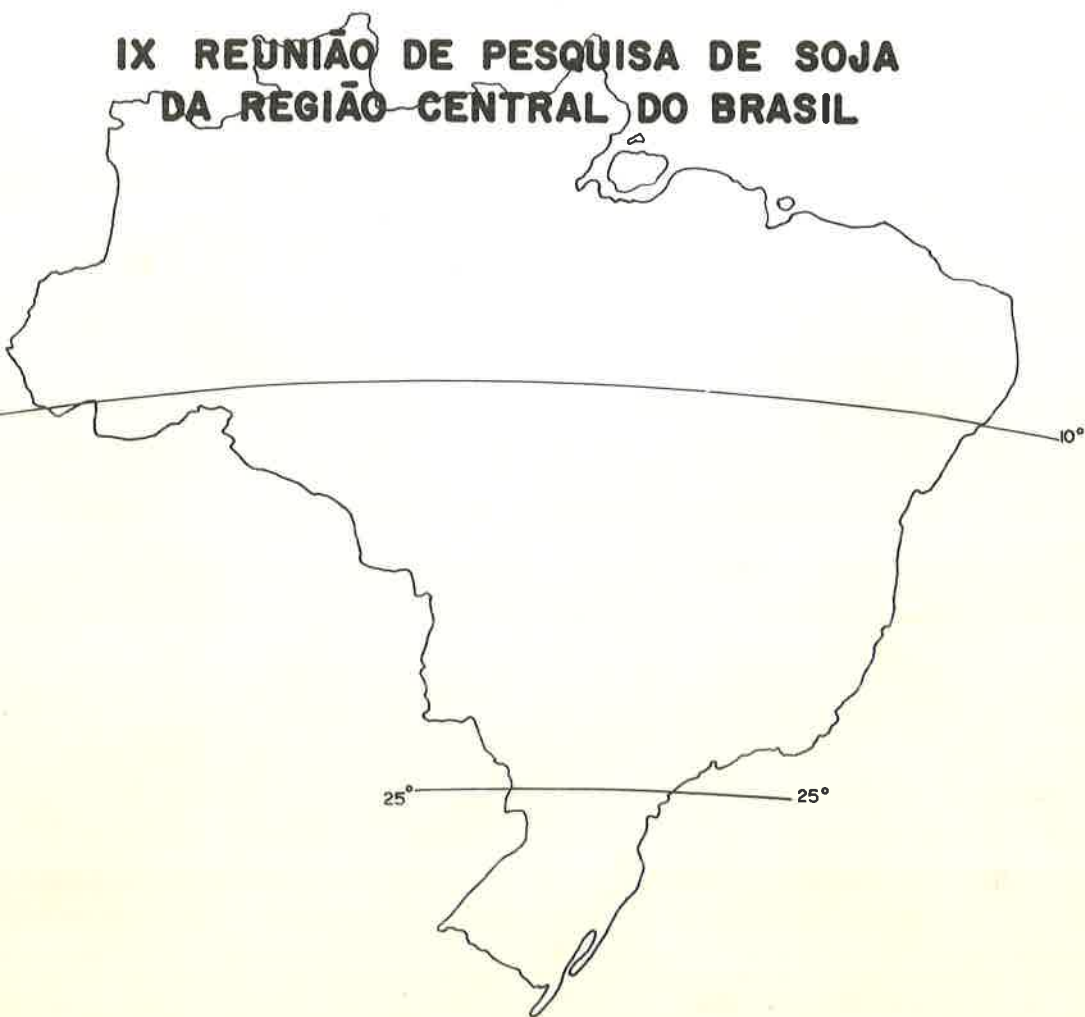 IX REUNIÃO DE PESQUISA DE SOJA
DA REGIÃO CENTRAL DO BRASIL
10°
25° 25°